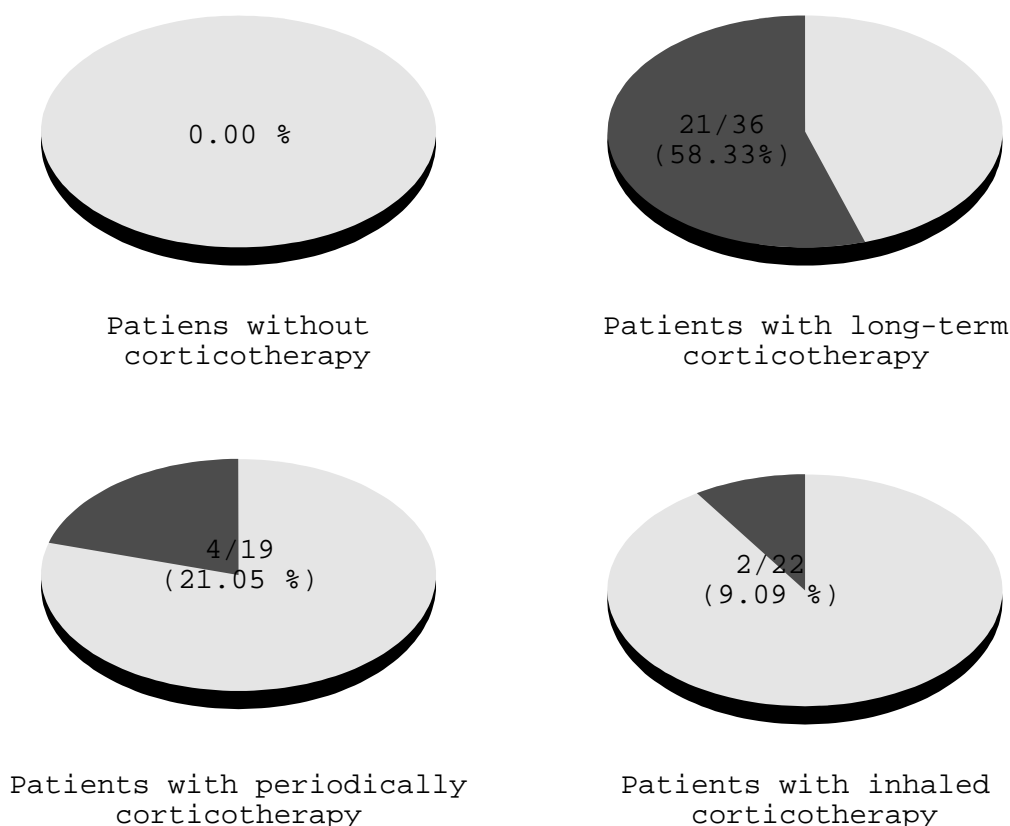 0.00 %
21/36
(58.33%)
Patiens without
corticotherapy
Patients with long-term
corticotherapy
4/19
(21.05 %)
2/22
(9.09 %)
Patients with periodically
corticotherapy
Patients with inhaled
corticotherapy